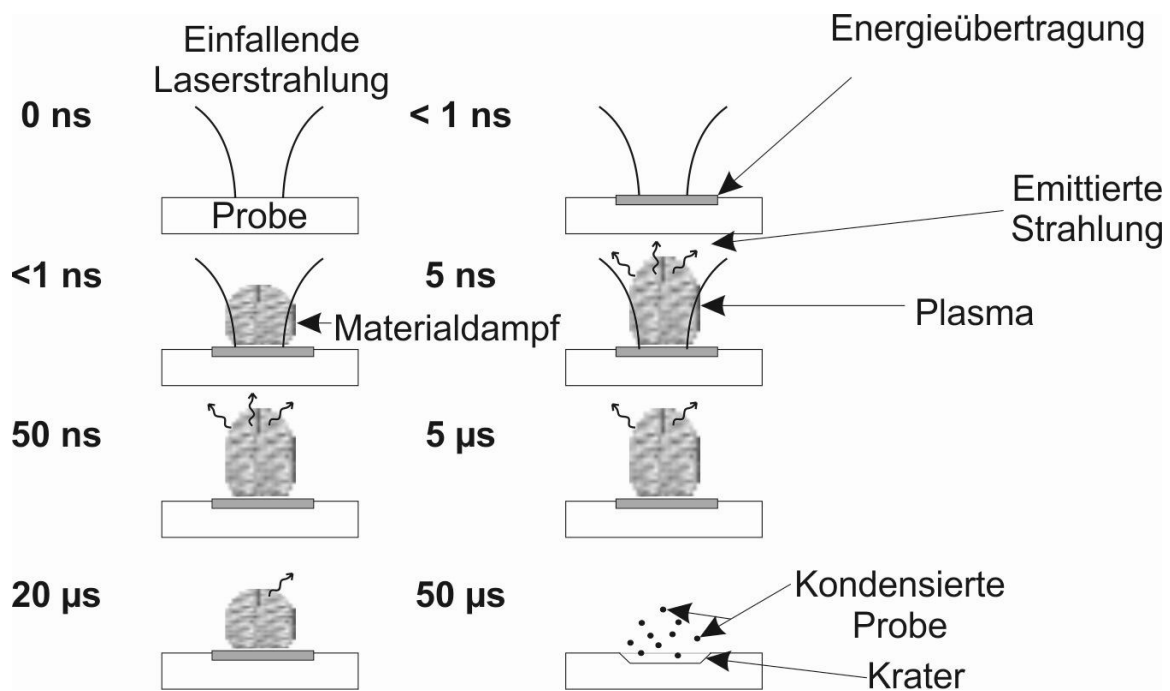 Einfallende
Laserstrahlung
Energieübertragung
0 ns
< 1 ns
Probe
Emittierte
Strahlung
<1 ns
5 ns
Materialdampf
Plasma
50 ns
5 µs
20 µs
50 µs
Kondensierte
Probe
Krater